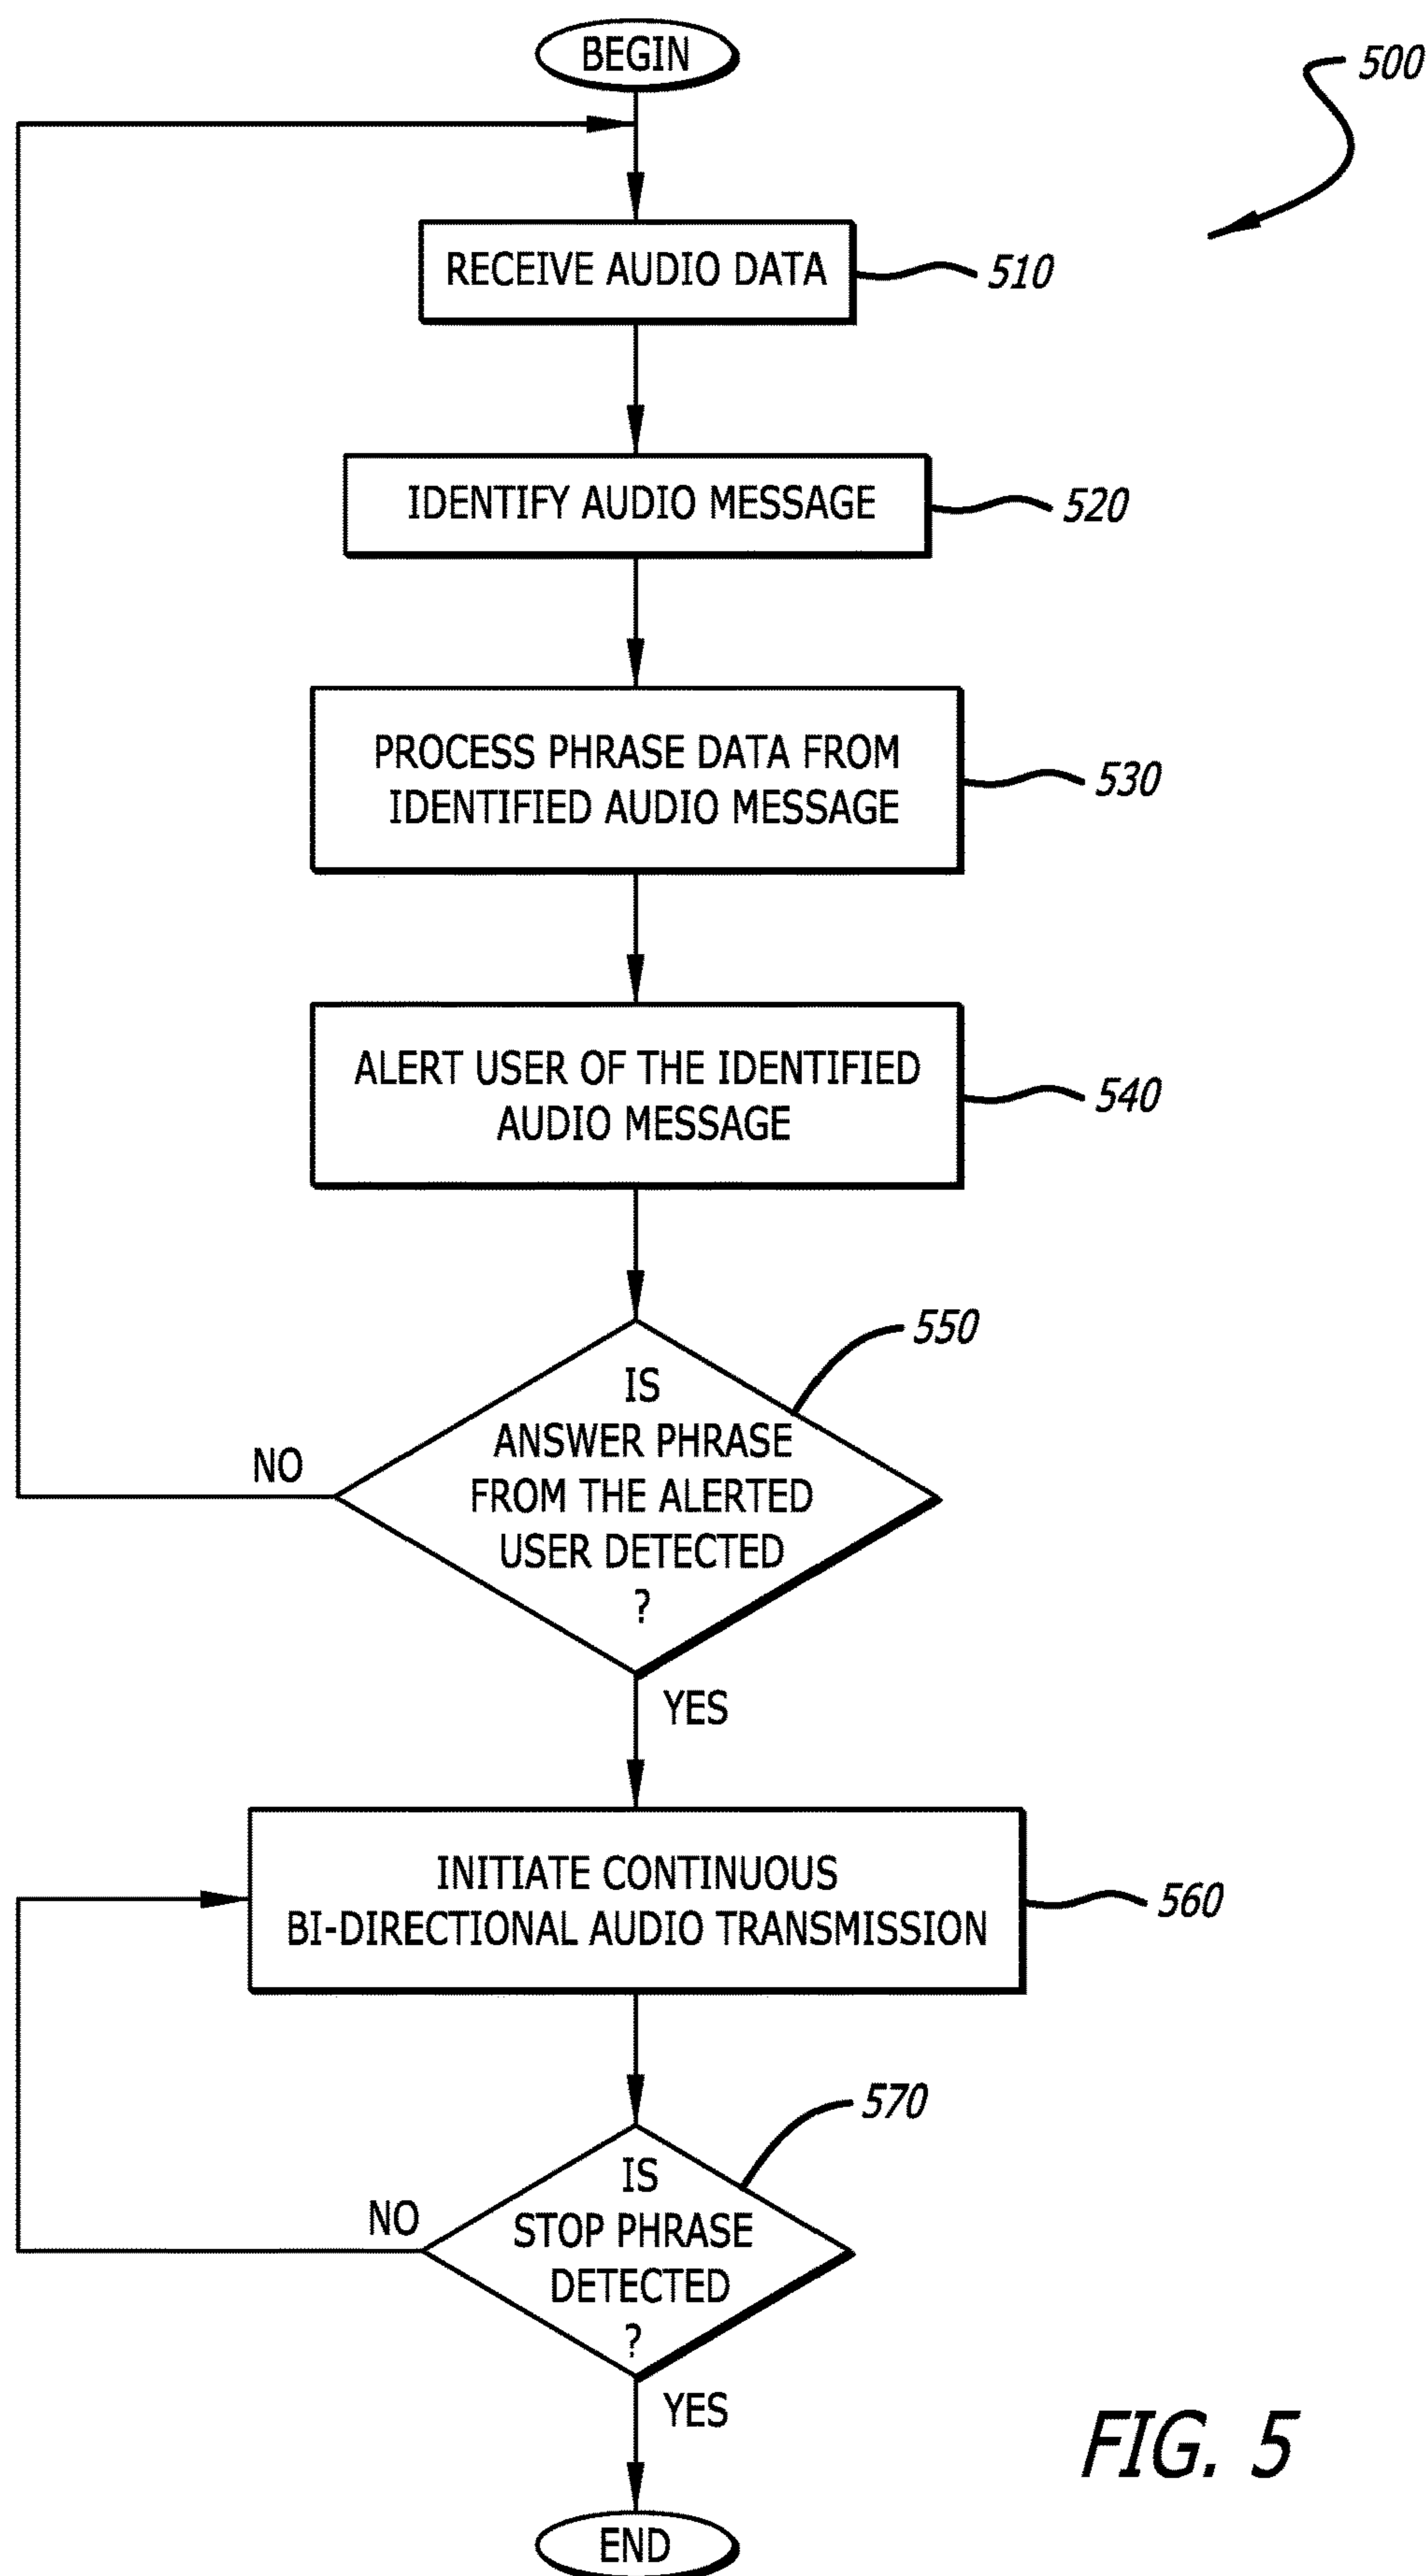 BEGIN
500
RECEIVE AUDIO DATA
510
IDENTIFY AUDIO MESSAGE
520
PROCESS PHRASE DATA FROM
IDENTIFIED AUDIO MESSAGE
530
ALERT USER OF THE IDENTIFIED
AUDIO MESSAGE
540
550
IS
ANSWER PHRASE
FROM THE ALERTED
USER DETECTED
?
NO
YES
INITIATE CONTINUOUS
BI-DIRECTIONAL AUDIO TRANSMISSION
560
570
IS
STOP PHRASE
DETECTED
?
NO
YES
END
FIG. 5